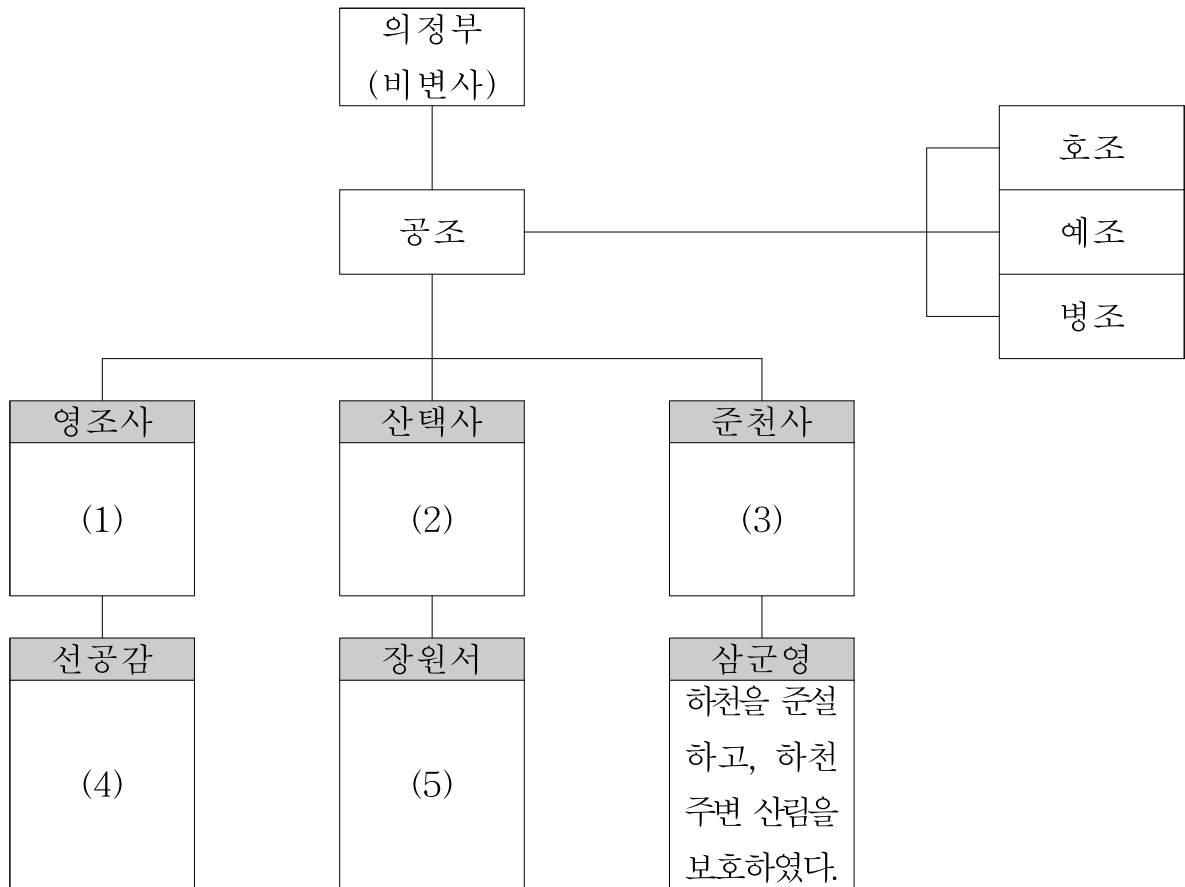 의정부
(비변사)
호조
공조
예조
병조
영조사
산택사
준천사
(1)
(2)
(3)
선공감
장원서
삼군영
(4)
(5)
하천을 준설
하고, 하천
주변 산림을
보호하였다.